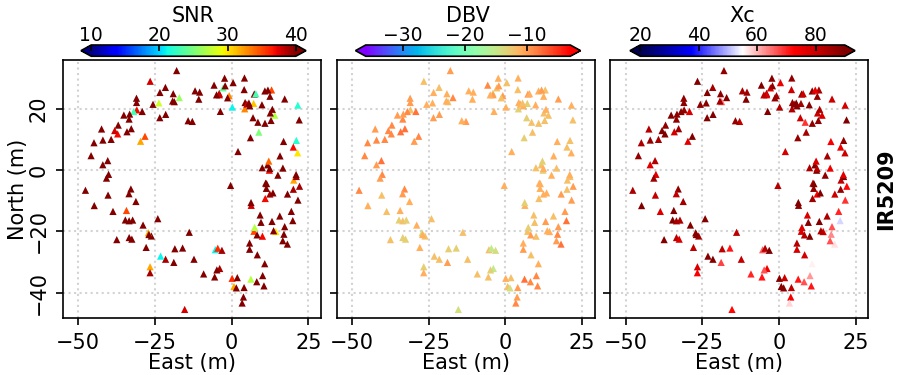 SNR DBV Xc
10 20 30 40 −30 −20 −10 20 40 60 80
North (m)
20
0
−20
−40
IR5209
−50 −25 0 25 −50 −25 0 25 −50 −25 0 25
East (m) East (m) East (m)